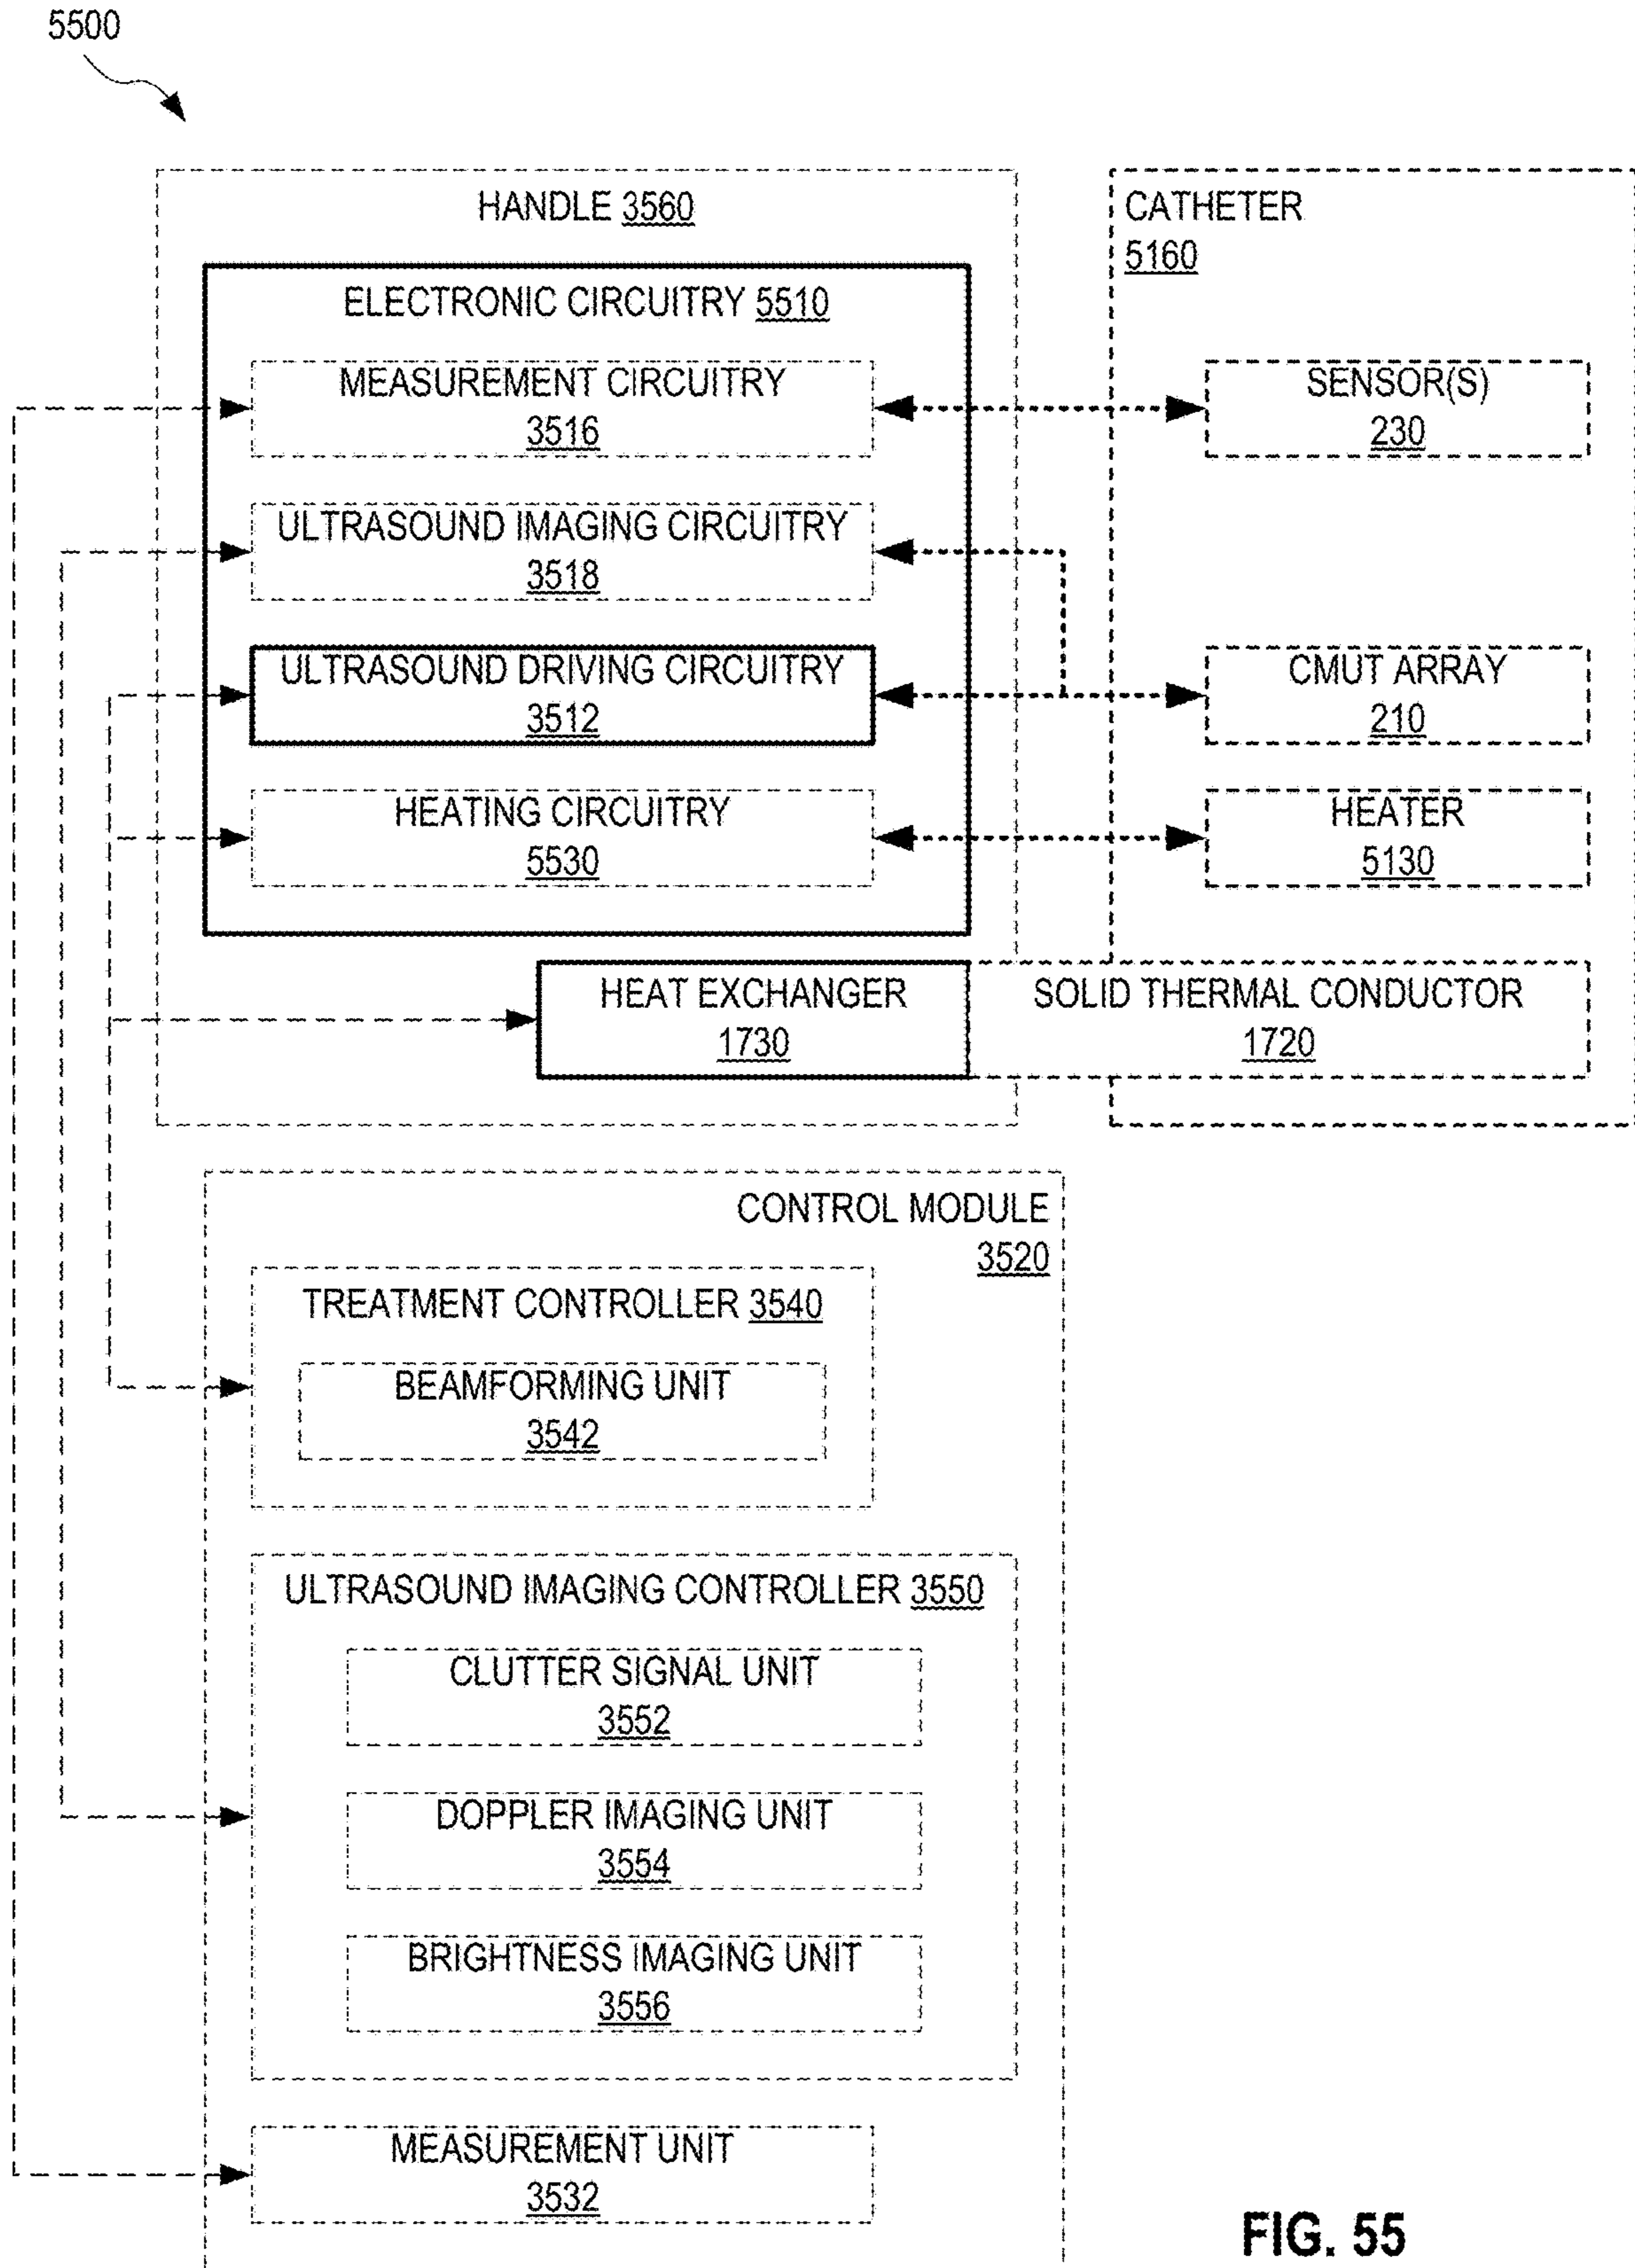 5500
HANDLE 3560
CATHETER
5160
ELECTRONIC CIRCUITRY 5510
MEASUREMENT CIRCUITRY
3516
SENSOR(S)
230
ULTRASOUND IMAGING CIRCUITRY
3518
ULTRASOUND DRIVING CIRCUITRY
3512
CMUT ARRAY
210
HEATING CIRCUITRY
5530
HEATER
5130
HEAT EXCHANGER
1730
SOLID THERMAL CONDUCTOR
1720
CONTROL MODULE
3520
TREATMENT CONTROLLER 3540
BEAMFORMING UNIT
3542
ULTRASOUND IMAGING CONTROLLER 3550
CLUTTER SIGNAL UNIT
3552
DOPPLER IMAGING UNIT
3554
BRIGHTNESS IMAGING UNIT
3556
MEASUREMENT UNIT
3532
FIG. 55